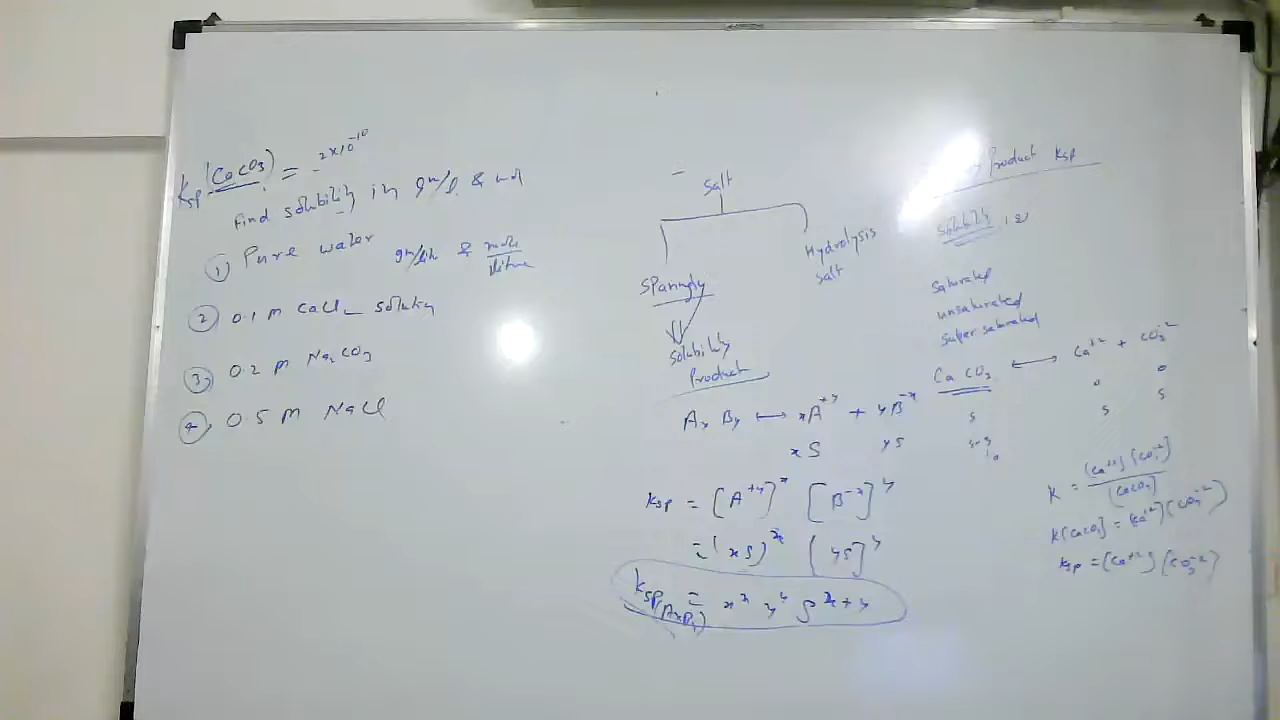 Ksp (CaCO3) = 2×10^-10
Find solubility in gm/l & mol
① Pure water gm/lit & mole/litre
② 0.1 M CaCl2 solution
③ 0.2 M Na2CO3
④ 0.5 M NaCl
Salt
Sparingly
Hydrolysis
Salt
Solubility
Product
AxBy ⟷ xA^+y + yB^-x
xS yS
Ksp = [A^+y]^x [B^-x]^y
= (xS)^x [yS]^y
Ksp(AxBy) = x^x y^y S^x+y
Product Ksp
Solubility
Saturated
unsaturated
Super saturated
CaCO3 ⟷ Ca^+2 + CO3^-2
S 0 0
S-S S S
K = [Ca^+2] [CO3^-2] / [CaCO3]
K[CaCO3] = [Ca^+2] [CO3^-2]
Ksp = [Ca^+2] [CO3^-2]